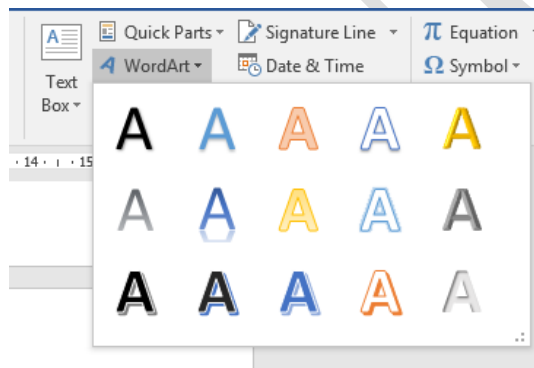 Quick Parts
Signature Line
π Equation
WordArt
Date & Time
Ω Symbol
Text
Box
· 14 · ı · 15
A A A A A
A A A A A
A A A A A